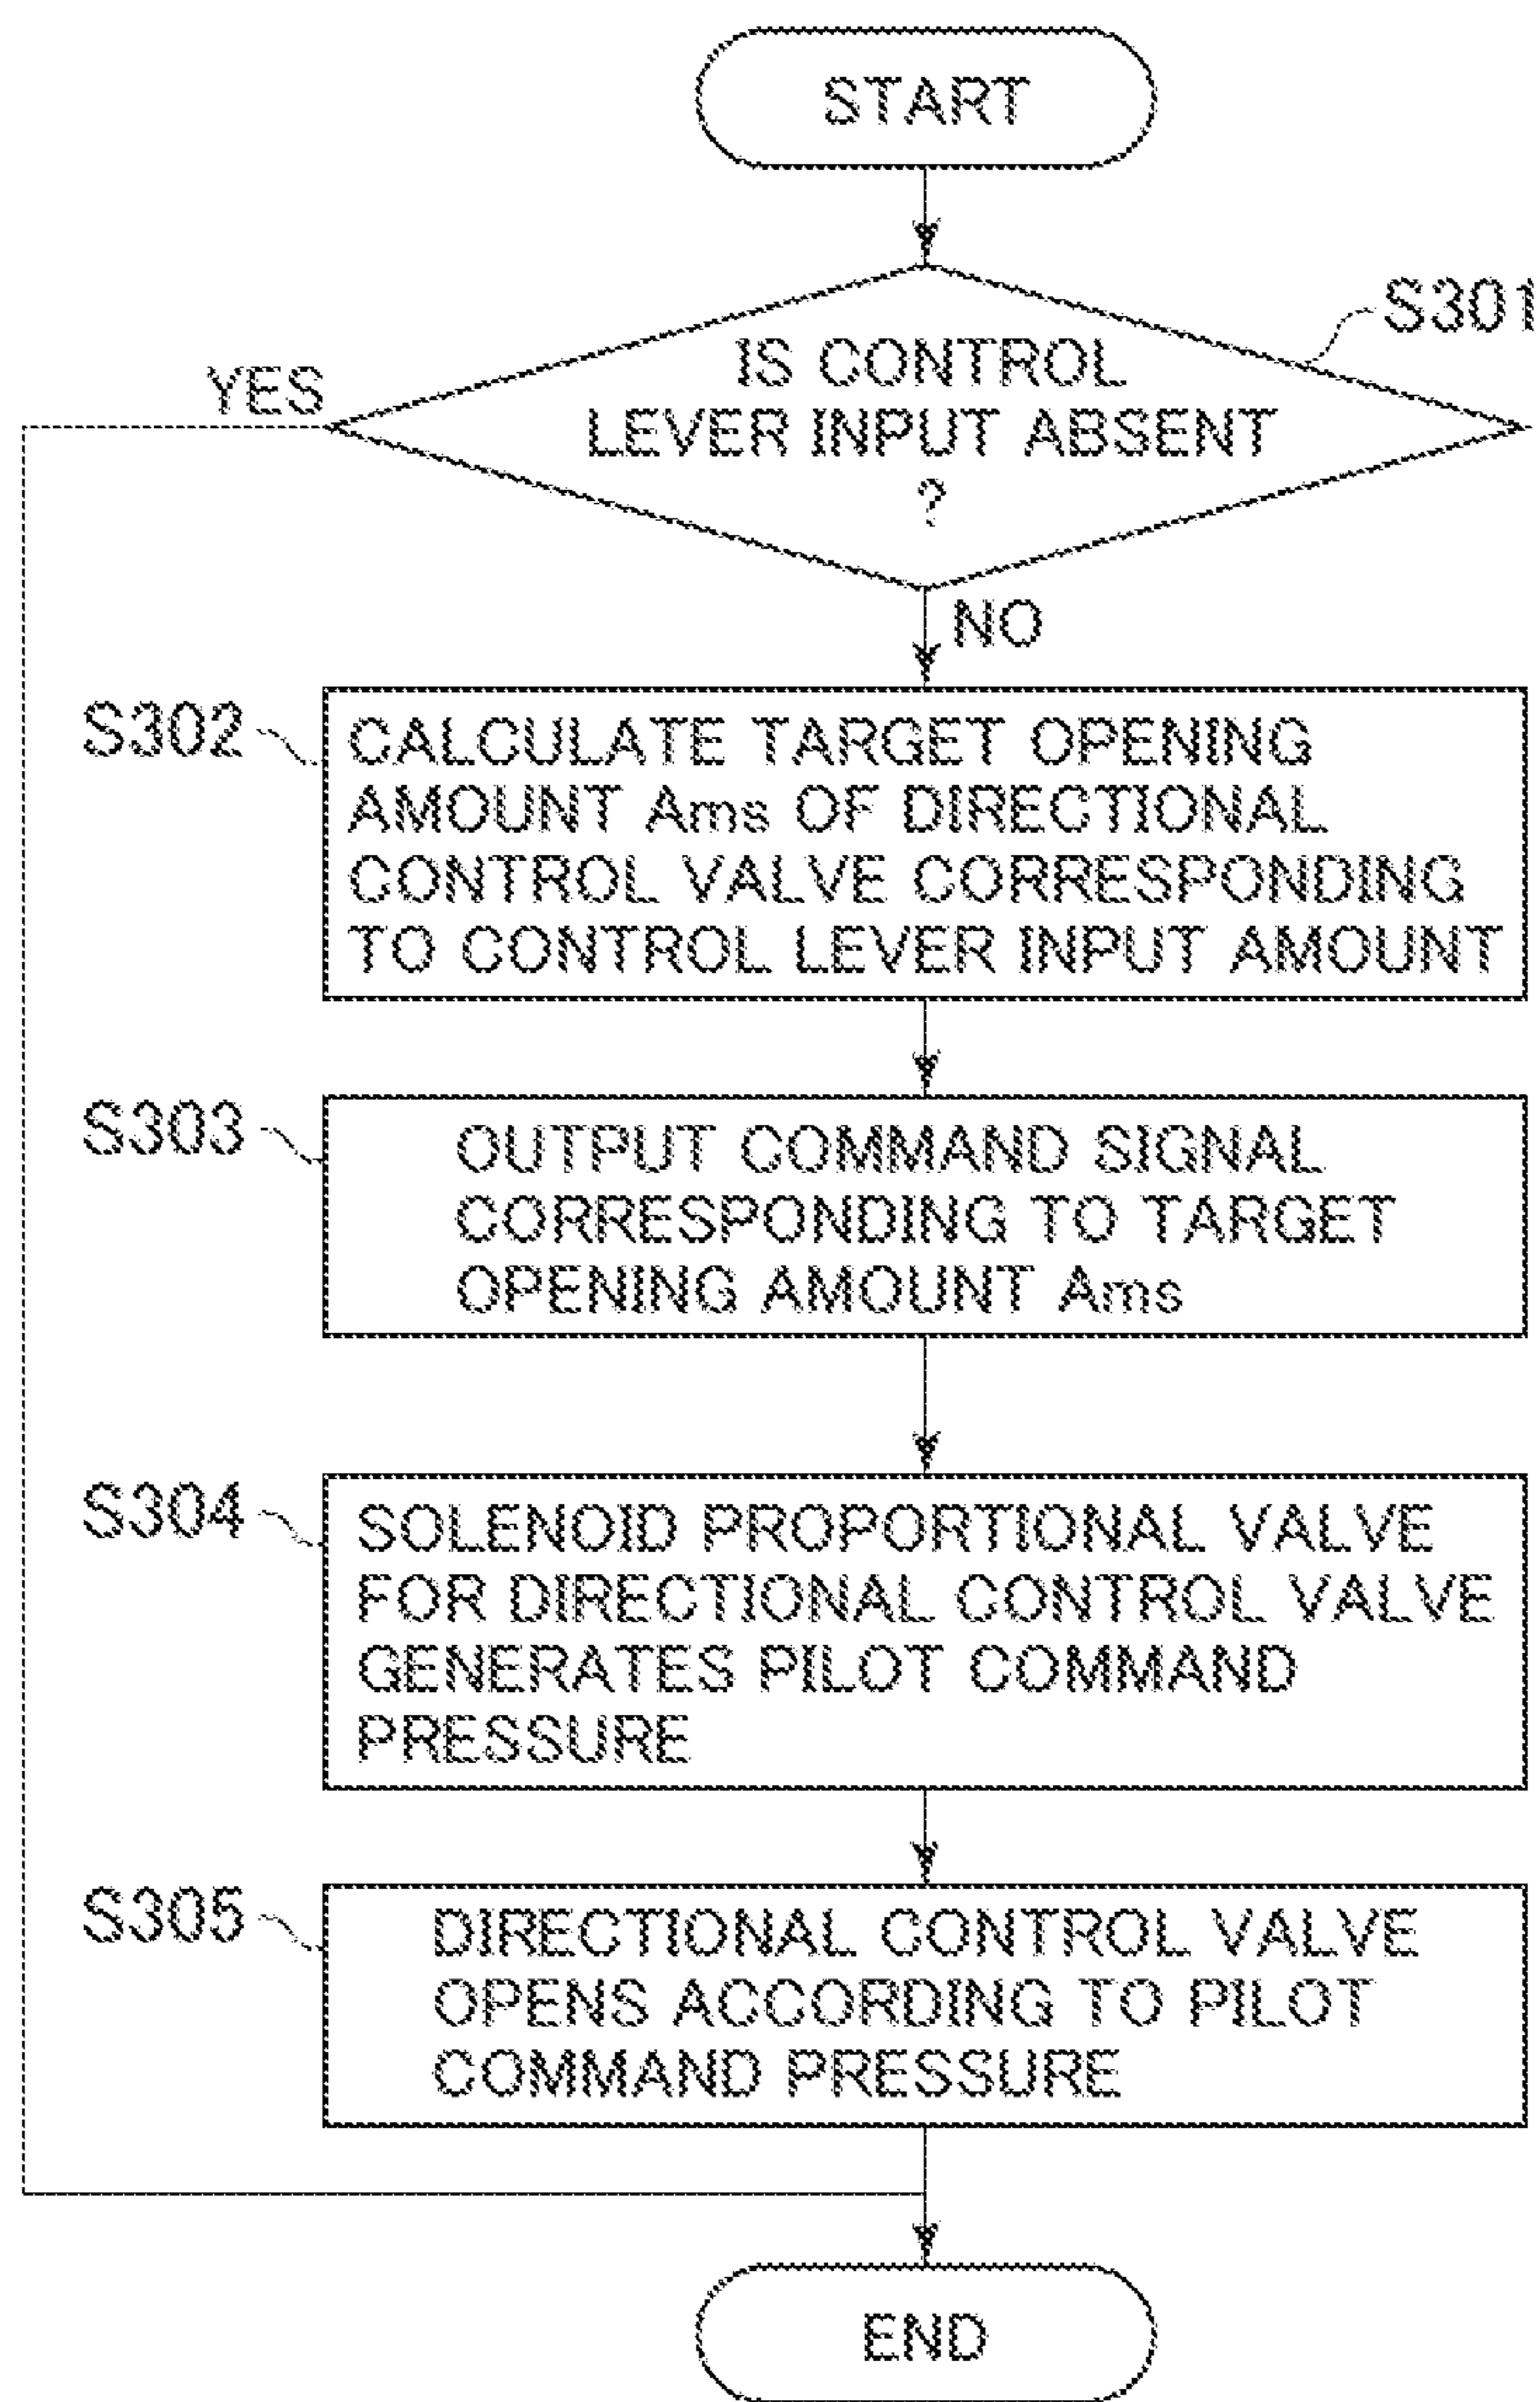 START
S301
IS CONTROL
LEVER INPUT ABSENT
?
YES
NO
S302
CALCULATE TARGET OPENING
AMOUNT Ams OF DIRECTIONAL
CONTROL VALVE CORRESPONDING
TO CONTROL LEVER INPUT AMOUNT
S303
OUTPUT COMMAND SIGNAL
CORRESPONDING TO TARGET
OPENING AMOUNT Ams
S304
SOLENOID PROPORTIONAL VALVE
FOR DIRECTIONAL CONTROL VALVE
GENERATES PILOT COMMAND
PRESSURE
S305
DIRECTIONAL CONTROL VALVE
OPENS ACCORDING TO PILOT
COMMAND PRESSURE
END